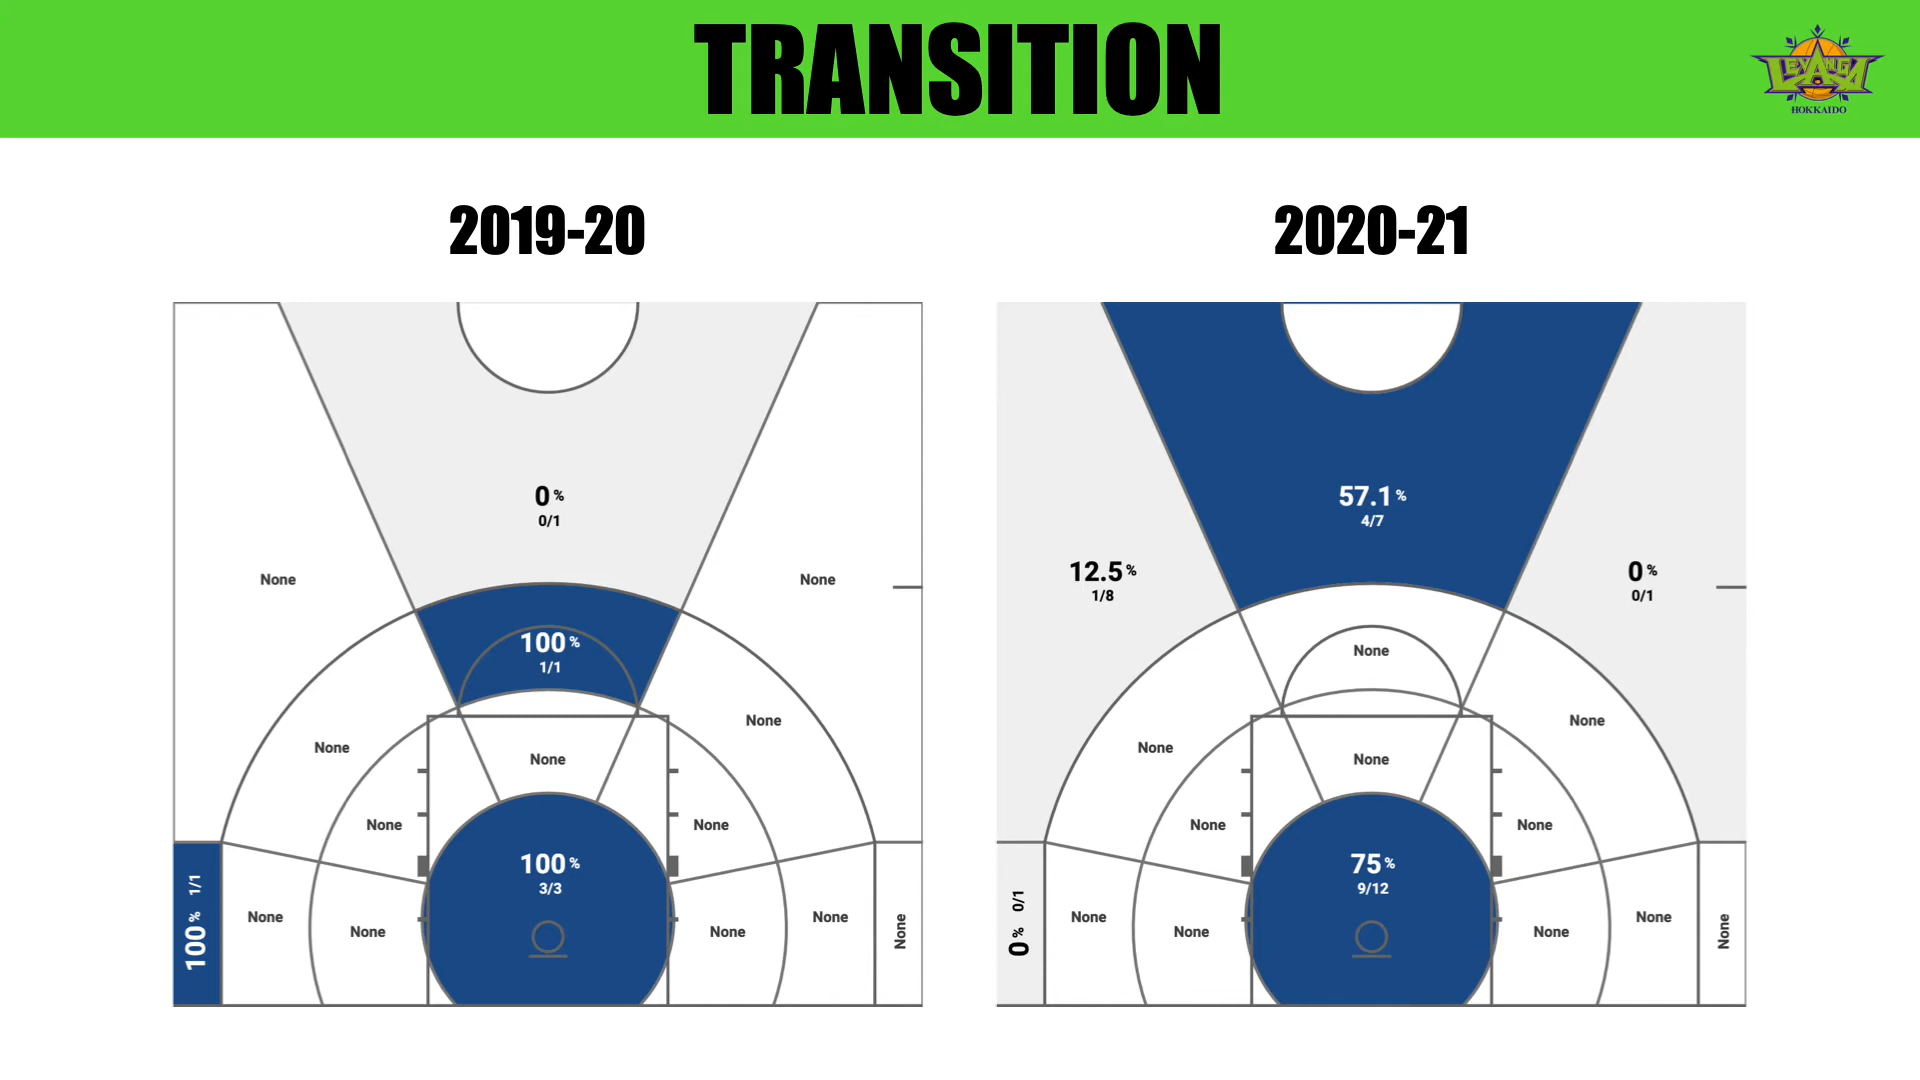 TRANSITION
LEVANGA
HOKKAIDO
2019-20
0%
0/1
None
None
100%
1/1
None
None
None
None
None
100%
3/3
100% 1/1
None
None
None
None
None
2020-21
57.1%
4/7
12.5%
1/8
0%
0/1
None
None
None
None
None
None
75%
9/12
0% 0/1
None
None
None
None
None